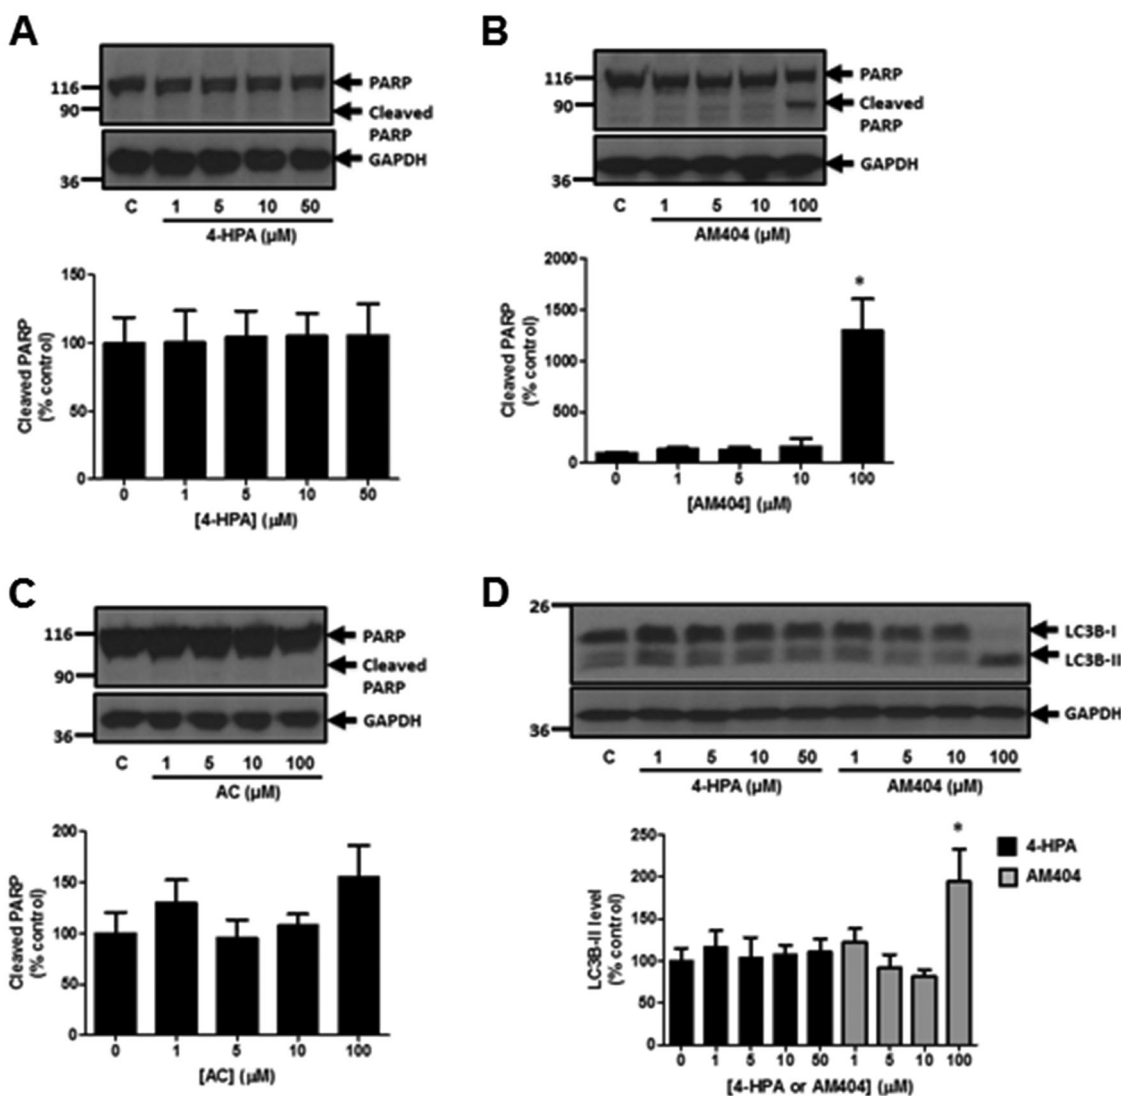 A
116
90
36
PARP
Cleaved
PARP
GAPDH
C 1 5 10 50
4-HPA (µM)
Cleaved PARP
(% control)
150
100
50
0
0 1 5 10 50
[4-HPA] (µM)
B
116
90
36
PARP
Cleaved
PARP
GAPDH
C 1 5 10 100
AM404 (µM)
Cleaved PARP
(% control)
2000
1500
1000
500
0
*
0 1 5 10 100
[AM404] (µM)
C
116
90
36
PARP
Cleaved
PARP
GAPDH
C 1 5 10 100
AC (µM)
Cleaved PARP
(% control)
200
150
100
50
0
0 1 5 10 100
[AC] (µM)
D
26
36
LC3B-I
LC3B-II
GAPDH
C 1 5 10 50 1 5 10 100
4-HPA (µM) AM404 (µM)
LC3B-II level
(% control)
250
200
150
100
50
0
*
4-HPA
AM404
0 1 5 10 50 1 5 10 100
[4-HPA or AM404] (µM)